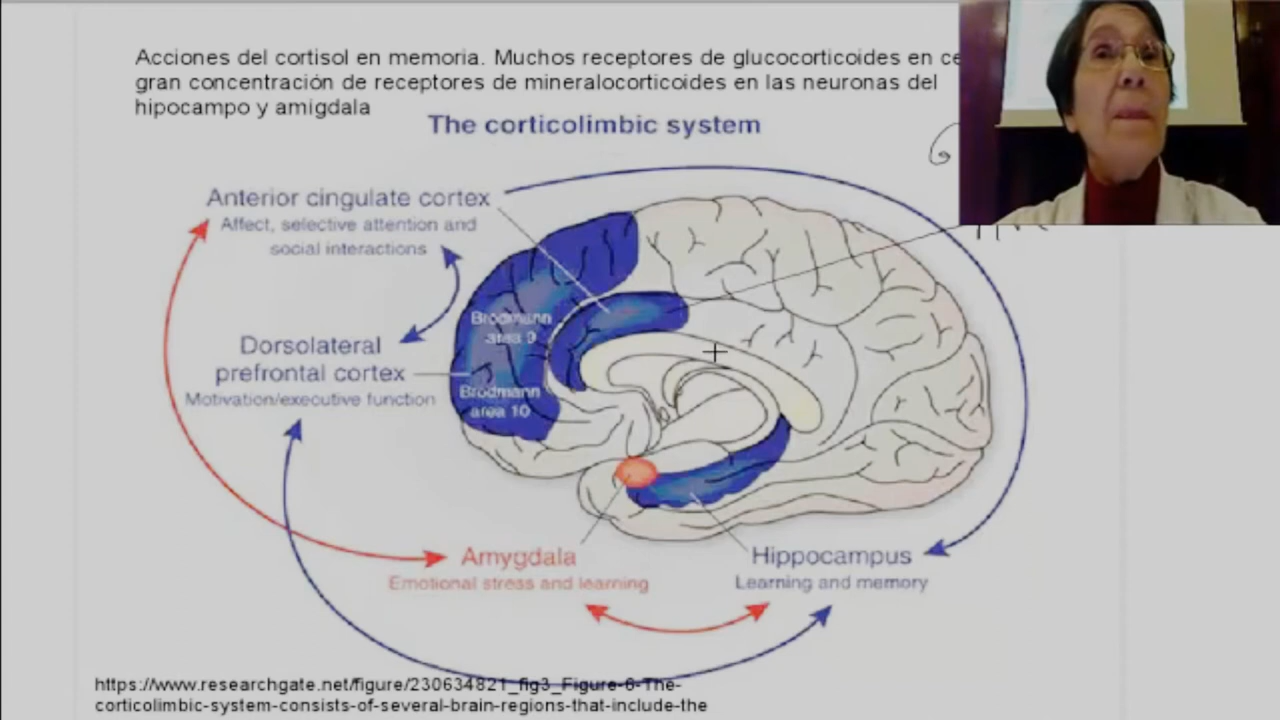 Acciones del cortisol en memoria. Muchos receptores de glucocorticoides en
gran concentración de receptores de mineralocorticoides en las neuronas del
hipocampo y amigdala
The corticolimbic system
Anterior cingulate cortex
Affect, selective attention and
social interactions
Brodmann
area 9
Dorsolateral
prefrontal cortex
Motivation/executive function
Brodmann
area 10
Amygdala
Emotional stress and learning
Hippocampus
Learning and memory
https://www.researchgate.net/figure/230634821_fig3_Figure-6-The-
corticolimbic-system-consists-of-several-brain-regions-that-include-the